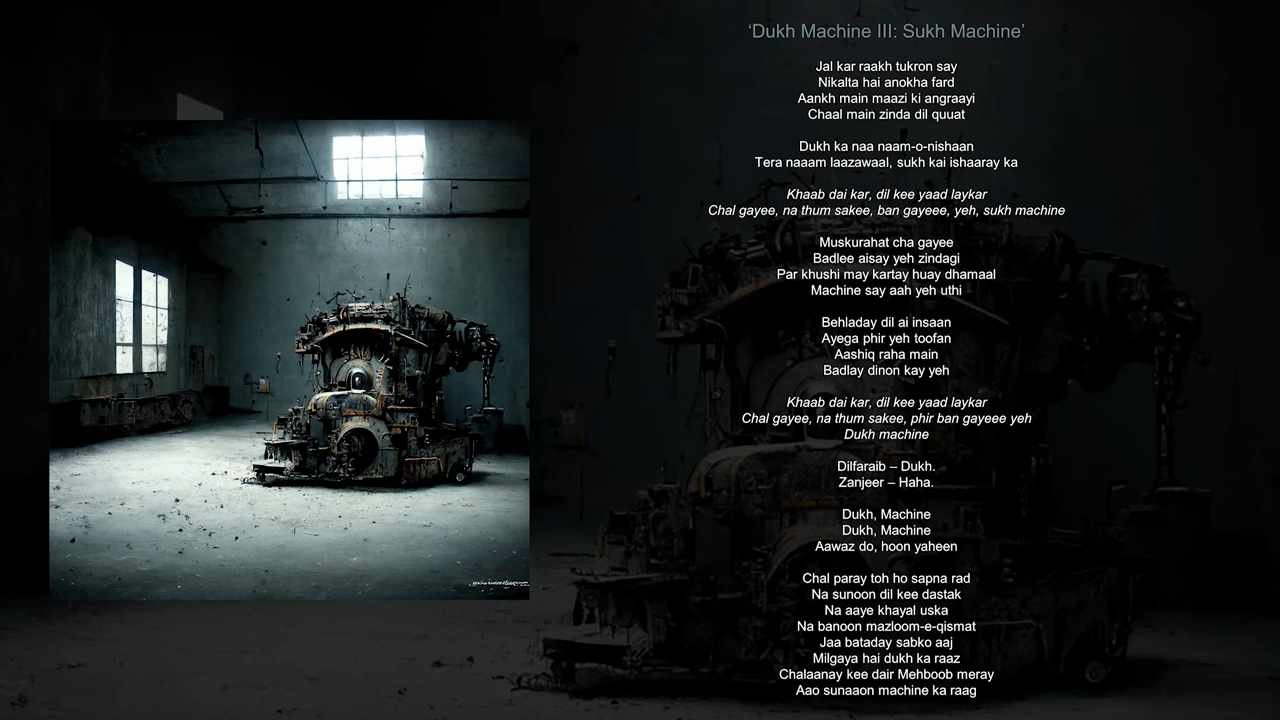 ‘Dukh Machine III: Sukh Machine’
Jal kar raakh tukron say
Nikalta hai anokha fard
Aankh main maazi ki angraayi
Chaal main zinda dil quuat
Dukh ka naa naam-o-nishaan
Tera naaam laazawaal, sukh kai ishaaray ka
Khaab dai kar, dil kee yaad laykar
Chal gayee, na thum sakee, ban gayeee, yeh, sukh machine
Muskurahat cha gayee
Badlee aisay yeh zindagi
Par khushi may kartay huay dhamaal
Machine say aah yeh uthi
Behladay dil ai insaan
Ayega phir yeh toofan
Aashiq raha main
Badlay dinon kay yeh
Khaab dai kar, dil kee yaad laykar
Chal gayee, na thum sakee, phir ban gayeee yeh
Dukh machine
Dilfaraib – Dukh.
Zanjeer – Haha.
Dukh, Machine
Dukh, Machine
Aawaz do, hoon yaheen
Chal paray toh ho sapna rad
Na sunoon dil kee dastak
Na aaye khayal uska
Na banoon mazloom-e-qismat
Jaa bataday sabko aaj
Milgaya hai dukh ka raaz
Chalaanay kee dair Mehboob meray
Aao sunaaon machine ka raag